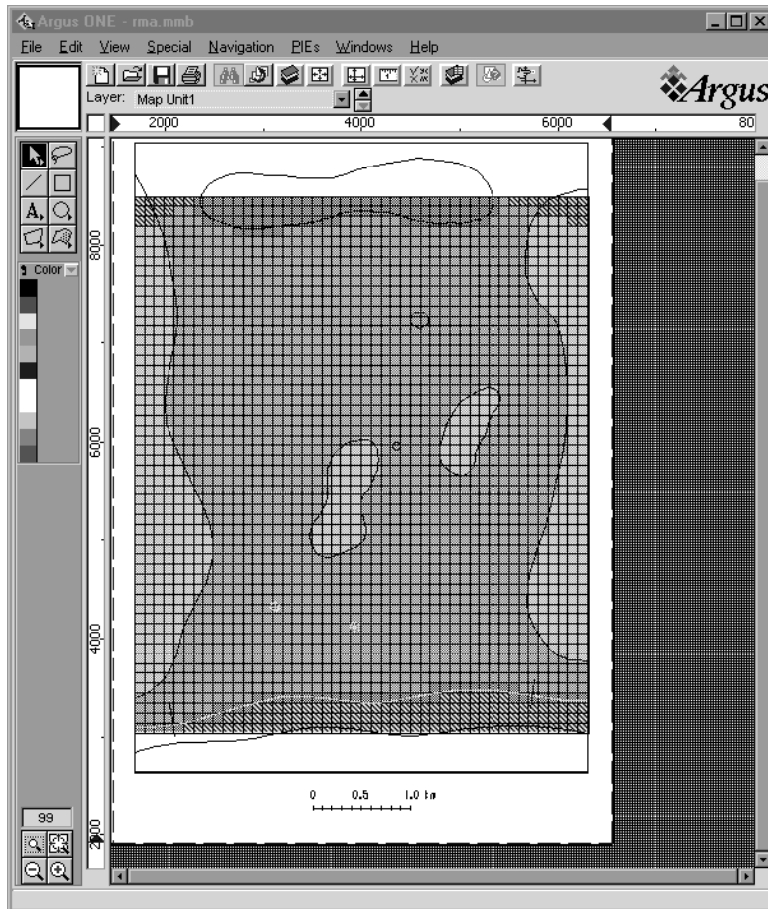 Argus ONE - rma.mmb
File Edit View Special Navigation PIEs Windows Help
Argus
Layer: Map Unit1
2000 4000 6000 80
8000
6000
4000
2000
A
Color
99
0 0.5 1.0 km